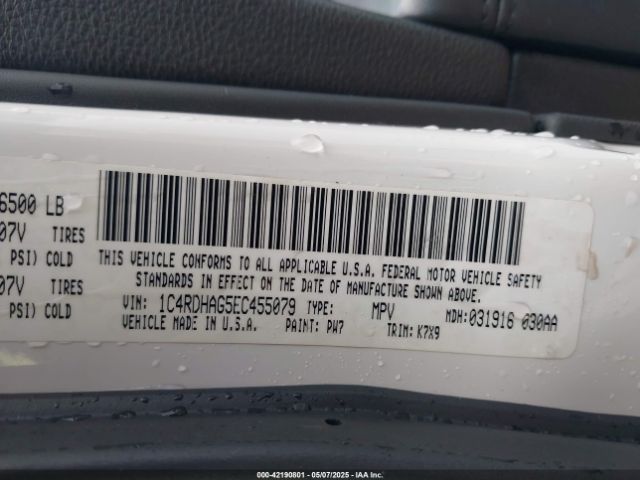 6500 LB
07V TIRES
PSI) COLD
07V TIRES
PSI) COLD
THIS VEHICLE CONFORMS TO ALL APPLICABLE U.S.A. FEDERAL MOTOR VEHICLE SAFETY
STANDARDS IN EFFECT ON THE DATE OF MANUFACTURE SHOWN ABOVE.
VIN: 1C4RDHAG5EC455079 TYPE: MPV MDH: 031916 030AA
VEHICLE MADE IN U.S.A. PAINT: PW7 TRIM: K7X9
000-42190801 - 05/07/2025 - IAA Inc.